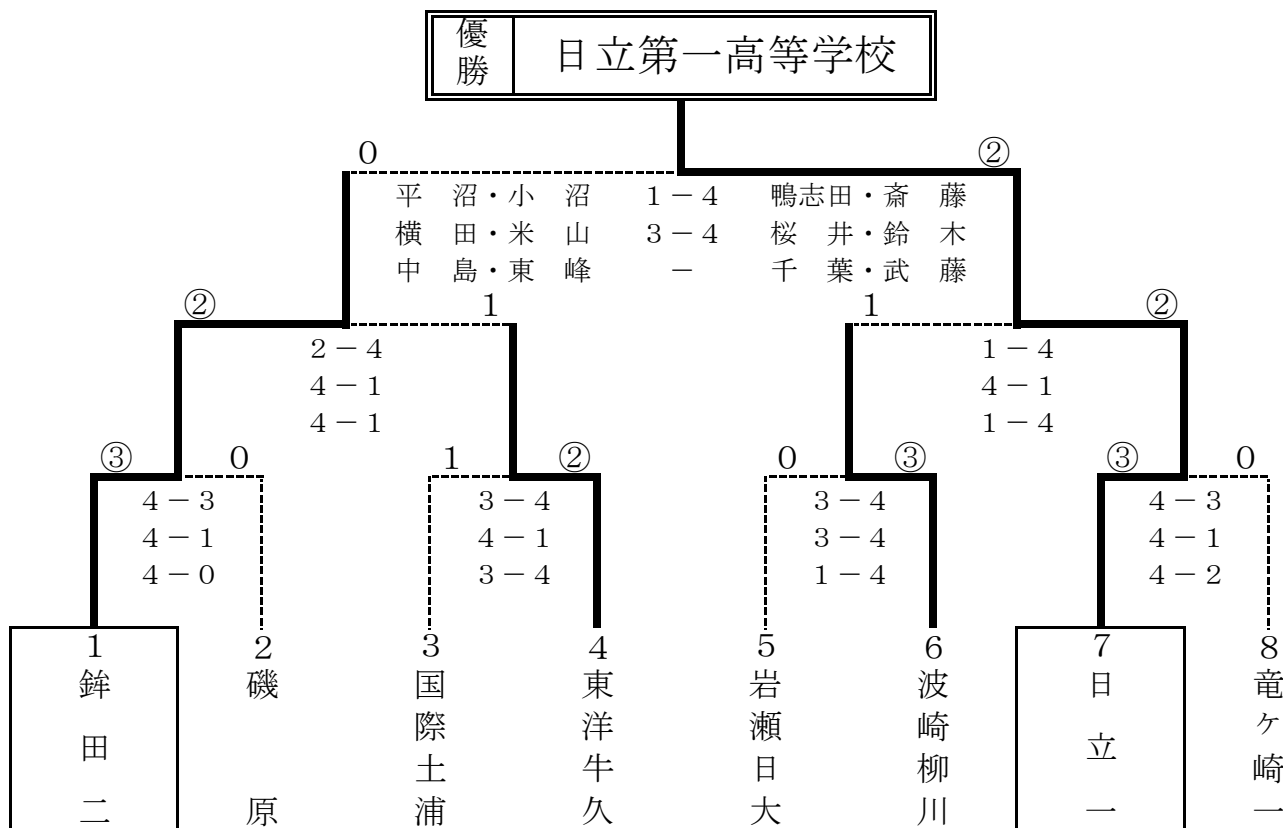 優勝 日立第一高等学校
0 ②
平沼・小沼 1－4 鴨志田・斎藤
横田・米山 3－4 桜井・鈴木
中島・東峰 － 千葉・武藤
② 1 1 ②
2－4 1－4
4－1 4－1
4－1 1－4
③ 0 1 ② 0 ③ ③ 0
4－3 3－4 3－4 4－3
4－1 4－1 3－4 4－1
4－0 3－4 1－4 4－2
1 2 3 4 5 6 7 8
鉾田二
磯原
国際土浦
東洋牛久
岩瀬日大
波崎柳川
日立一
竜ケ崎一